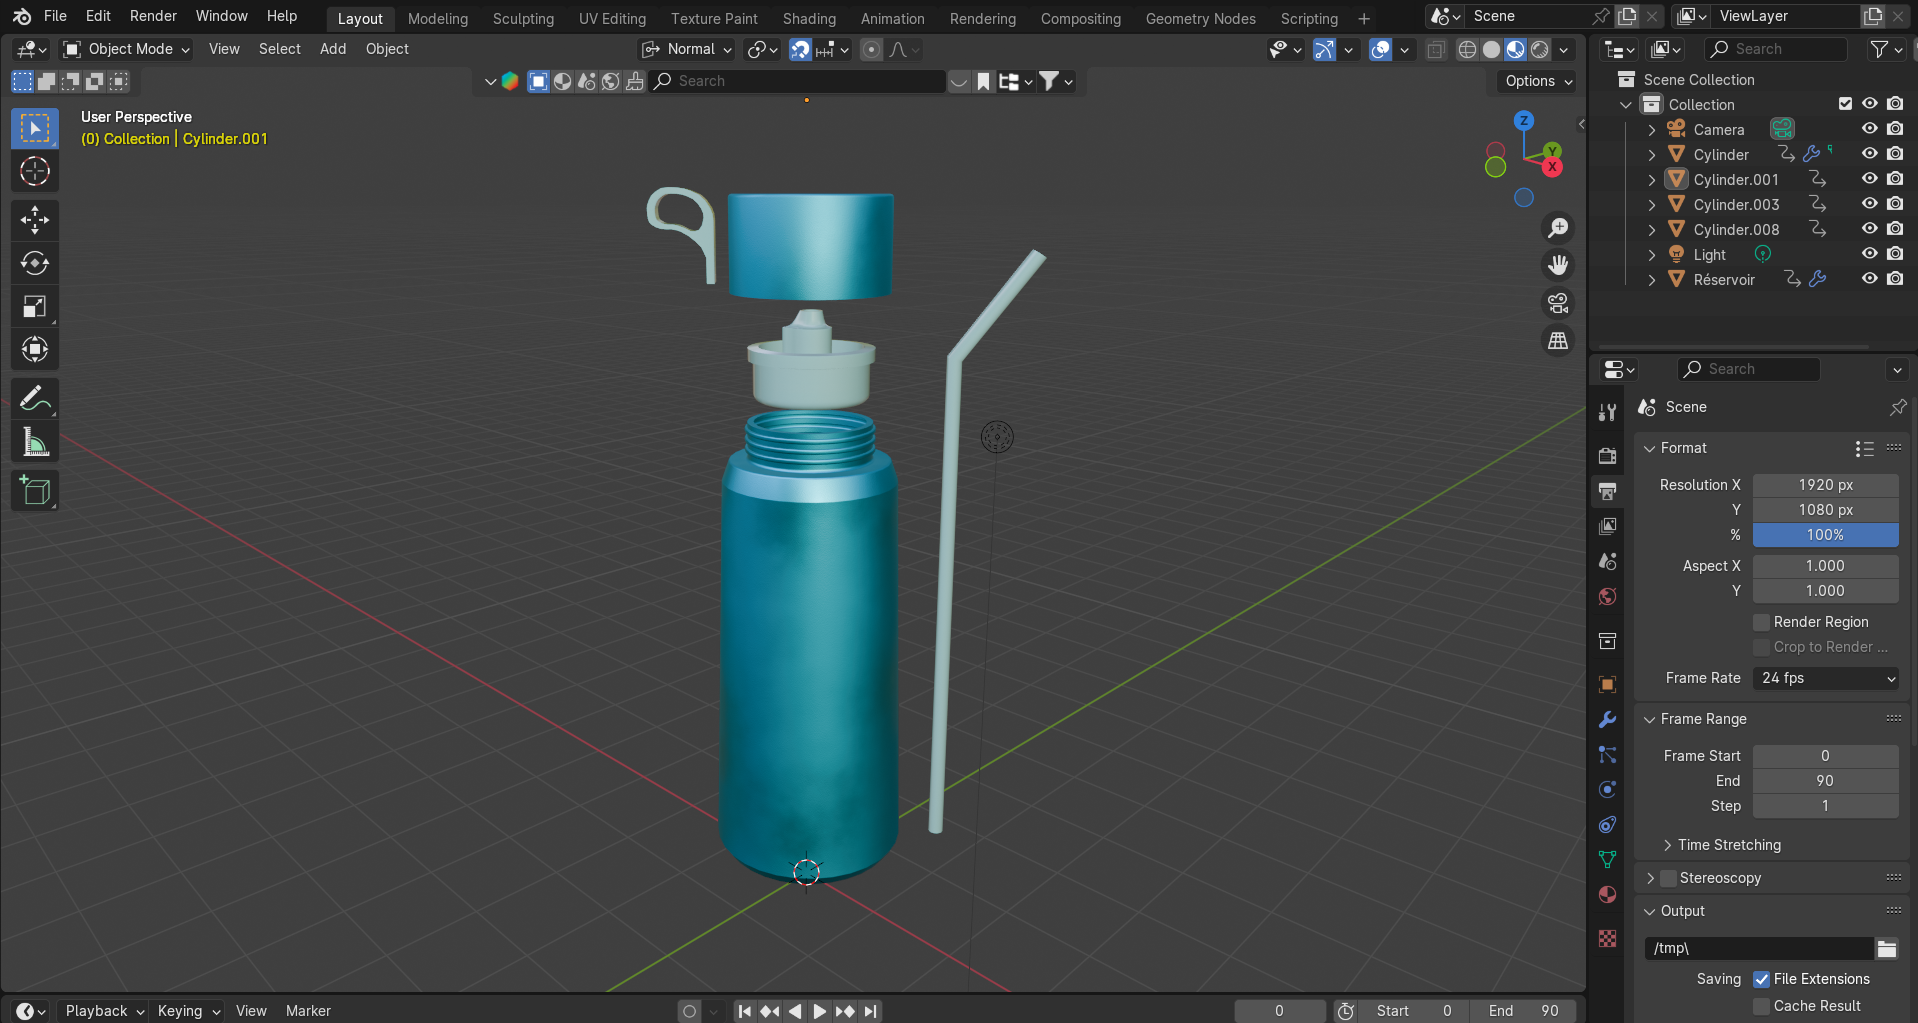 File Edit Render Window Help Layout Modeling Sculpting UV Editing Texture Paint Shading Animation Rendering Compositing Geometry Nodes Scripting Scene ViewLayer
Object Mode View Select Add Object Normal Search
Search Options
User Perspective
(0) Collection | Cylinder.001
Z
Y
X
Scene Collection
Collection
Camera
Cylinder
Cylinder.001
Cylinder.003
Cylinder.008
Light
Réservoir
Search
Scene
Format
Resolution X 1920 px
Y 1080 px
% 100%
Aspect X 1.000
Y 1.000
Render Region
Crop to Render ...
Frame Rate 24 fps
Frame Range
Frame Start 0
End 90
Step 1
Time Stretching
Stereoscopy
Output
/tmp\
Saving File Extensions
Cache Result
Playback Keying View Marker 0 Start 0 End 90